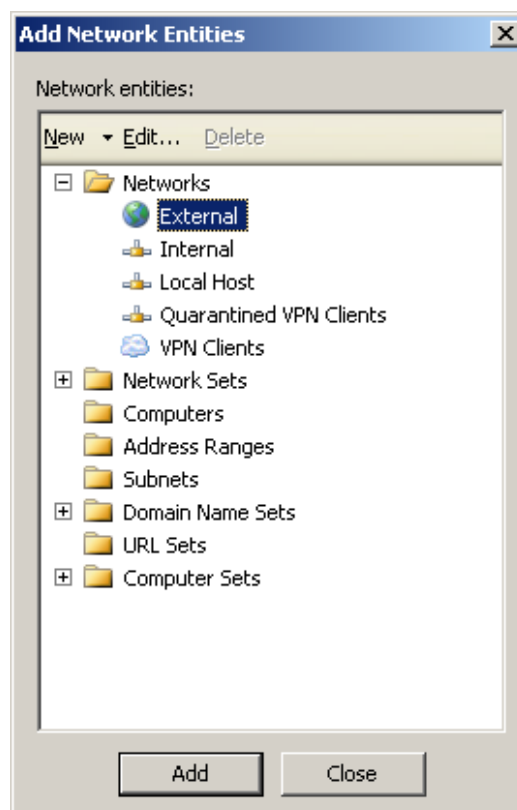 Add Network Entities
Network entities:
New Edit... Delete
Networks
External
Internal
Local Host
Quarantined VPN Clients
VPN Clients
Network Sets
Computers
Address Ranges
Subnets
Domain Name Sets
URL Sets
Computer Sets
Add Close